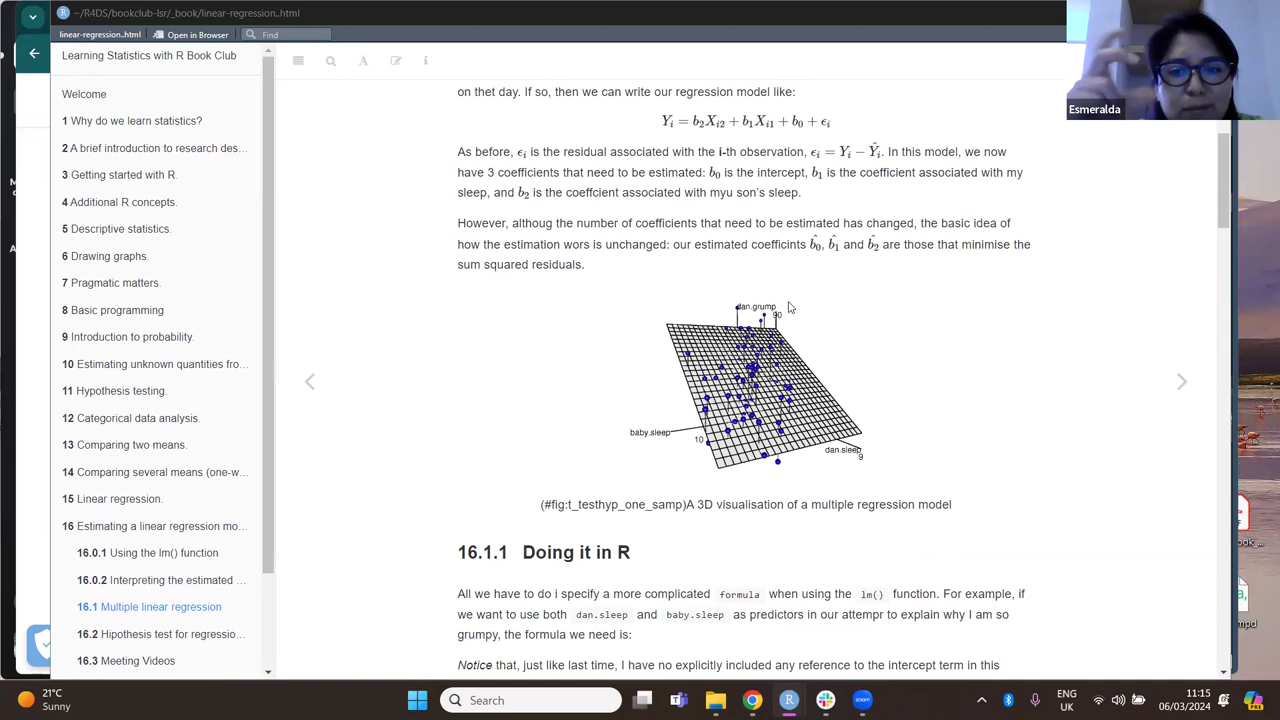 ~/R4DS/bookclub-lsr/_book/linear-regression..html
linear-regression..html
Open in Browser
Find
Learning Statistics with R Book Club
Welcome
1 Why do we learn statistics?
2 A brief introduction to research des…
3 Getting started with R.
4 Additional R concepts.
5 Descriptive statistics.
6 Drawing graphs.
7 Pragmatic matters.
8 Basic programming
9 Introduction to probability.
10 Estimating unknown quantities fro…
11 Hypothesis testing.
12 Categorical data analysis.
13 Comparing two means.
14 Comparing several means (one-w…
15 Linear regression.
16 Estimating a linear regression mo…
16.0.1 Using the lm() function
16.0.2 Interpreting the estimated …
16.1 Multiple linear regression
16.2 Hipothesis test for regressio…
16.3 Meeting Videos
on thet day. If so, then we can write our regression model like:
Yᵢ = b₂Xᵢ₂ + b₁Xᵢ₁ + b₀ + ϵᵢ
As before, ϵᵢ is the residual associated with the i-th observation, ϵᵢ = Yᵢ − Ŷᵢ. In this model, we now
have 3 coefficients that need to be estimated: b₀ is the intercept, b₁ is the coefficient associated with my
sleep, and b₂ is the coeffcient associated with myu son's sleep.
However, althoug the number of coefficients that need to be estimated has changed, the basic idea of
how the estimation wors is unchanged: our estimated coefficints b̂₀, b̂₁ and b̂₂ are those that minimise the
sum squared residuals.
dan.grump
90
baby.sleep
10
dan.sleep
9
(#fig:t_testhyp_one_samp)A 3D visualisation of a multiple regression model
16.1.1 Doing it in R
All we have to do i specify a more complicated formula when using the lm() function. For example, if
we want to use both dan.sleep and baby.sleep as predictors in our attempr to explain why I am so
grumpy, the formula we need is:
Notice that, just like last time, I have no explicitly included any reference to the intercept term in this
Esmeralda
21°C
Sunny
Search
ENG
UK
11:15
06/03/2024